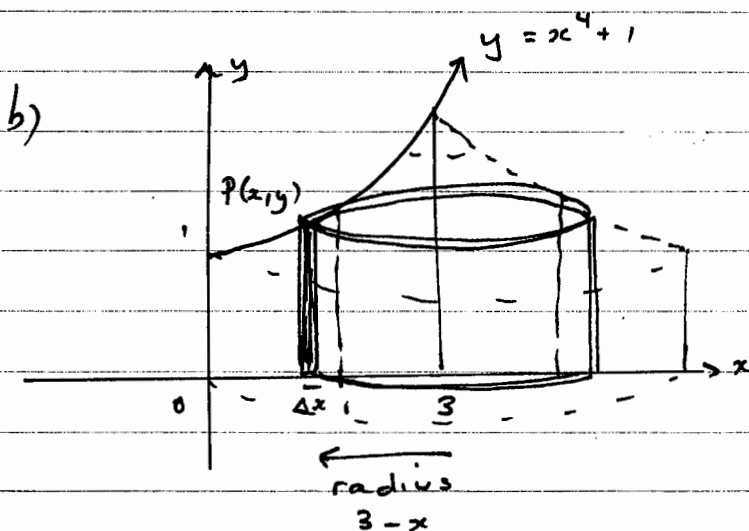 y = x⁴ + 1
y
b)
P(x,y)
1
x
0 Δx 1 3
radius
3 - x